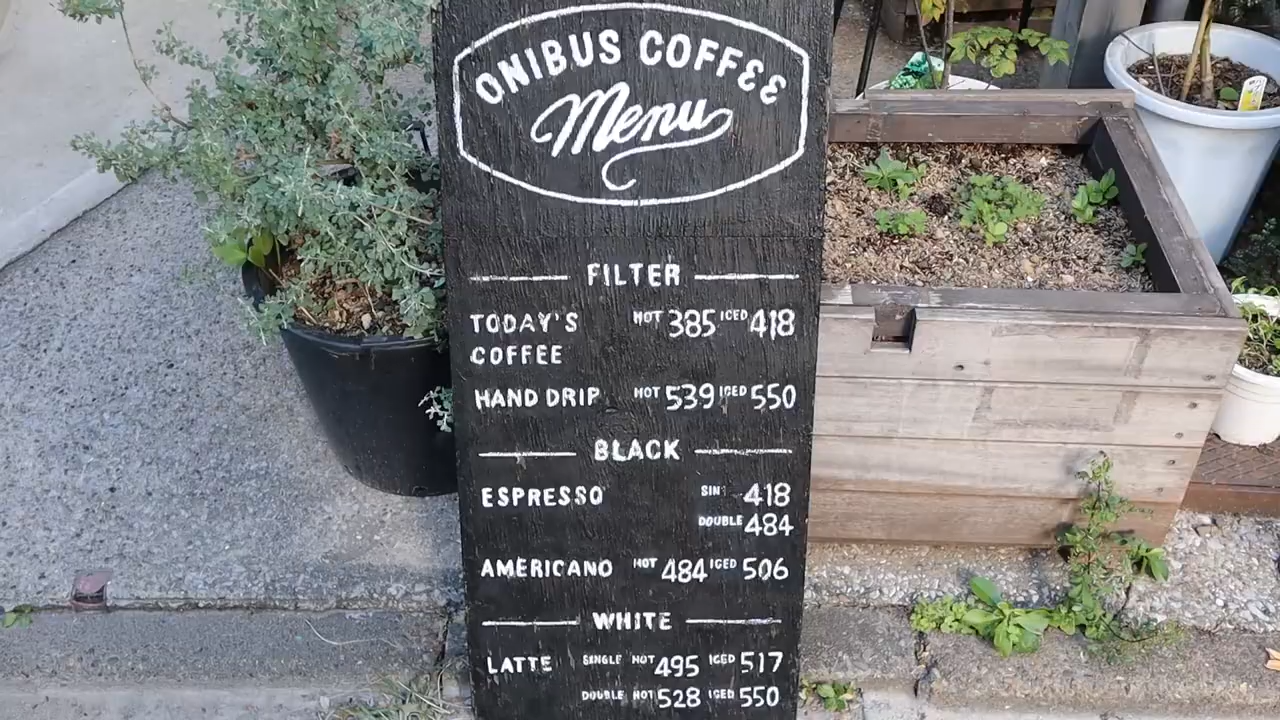 ONIBUS COFFEE
Menu
FILTER
TODAY'S HOT 385 ICED 418
COFFEE
HAND DRIP HOT 539 ICED 550
BLACK
ESPRESSO SIN 418
DOUBLE 484
AMERICANO HOT 484 ICED 506
WHITE
LATTE SINGLE HOT 495 ICED 517
DOUBLE HOT 528 ICED 550